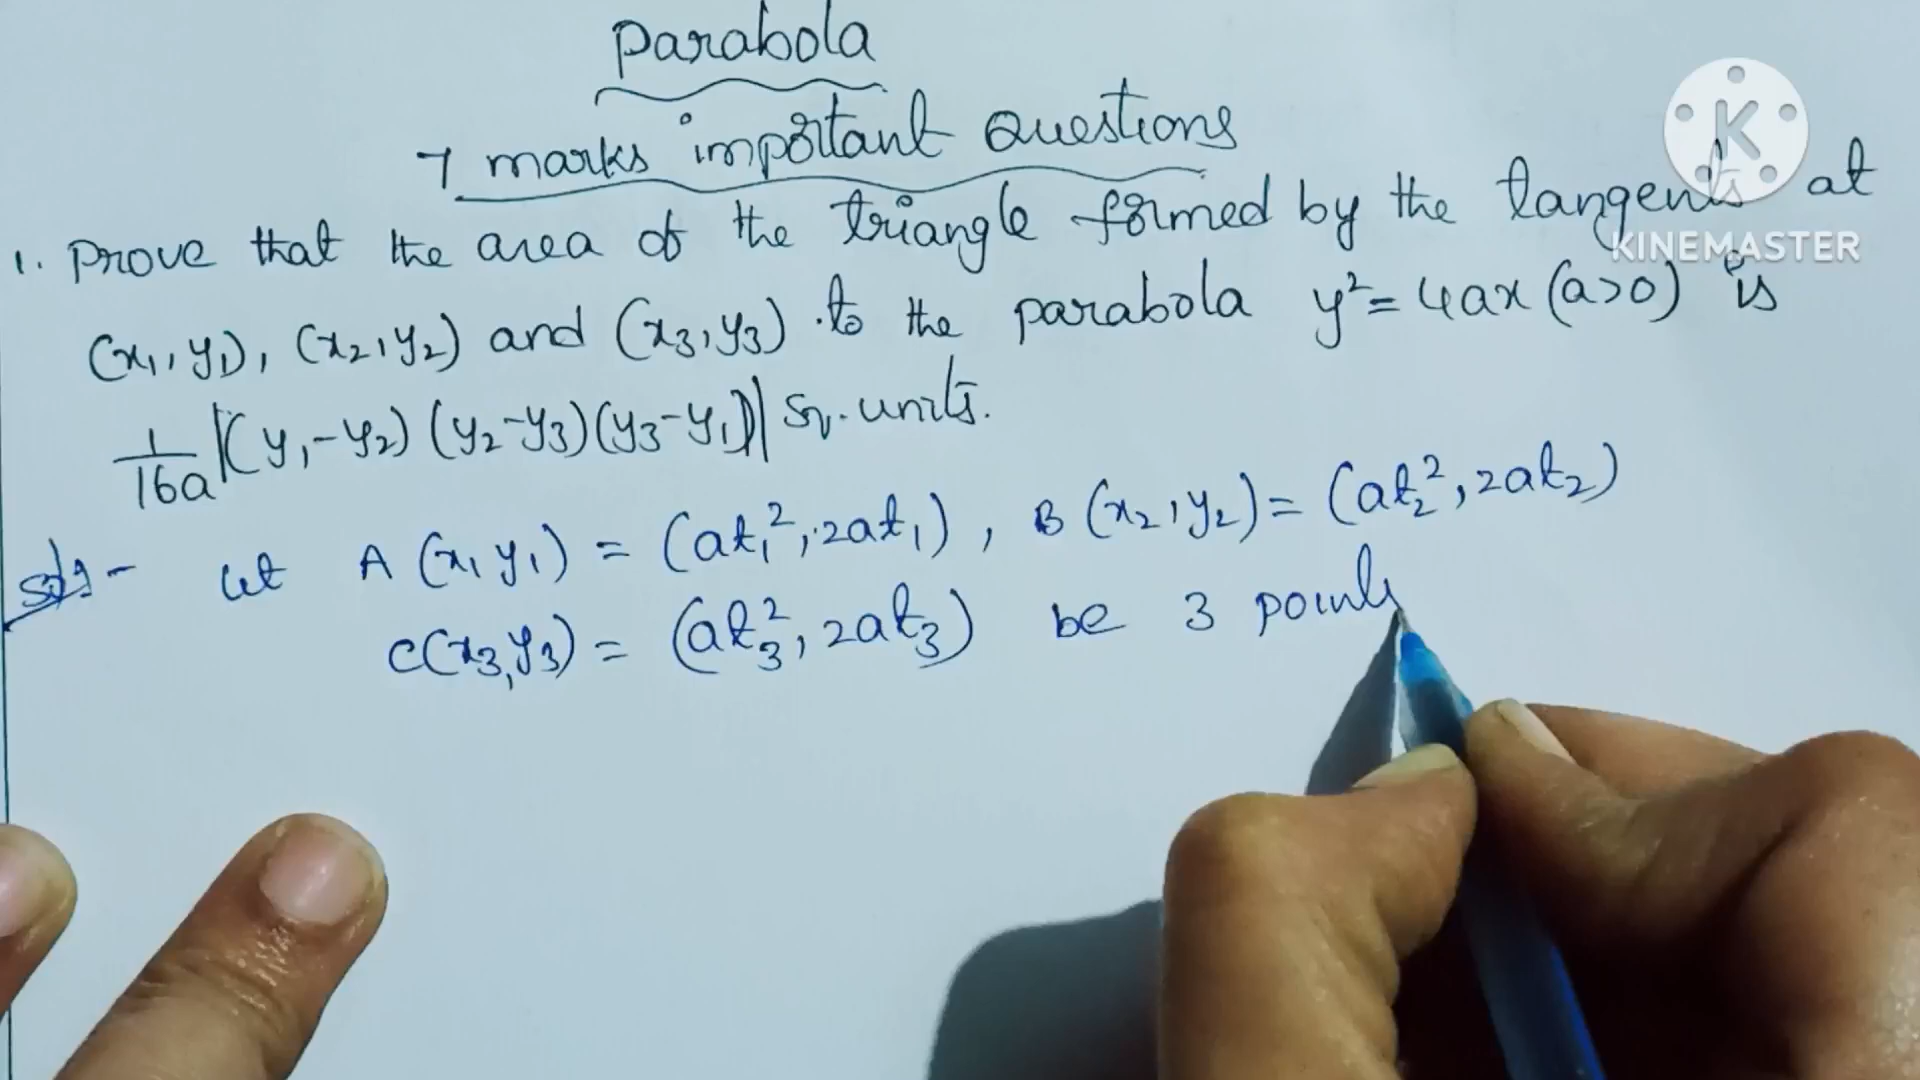 Parabola
7 marks important Questions
1. Prove that the area of the triangle formed by the tangents at
(x₁, y₁), (x₂, y₂) and (x₃, y₃) to the parabola y² = 4ax (a>0) is
1/16a |(y₁-y₂) (y₂-y₃)(y₃-y₁)| Sq. units.
Sol:- let A (x₁ y₁) = (at₁², 2at₁), B (x₂, y₂) = (at₂², 2at₂)
C(x₃, y₃) = (at₃², 2at₃) be 3 points
K
KINEMASTER